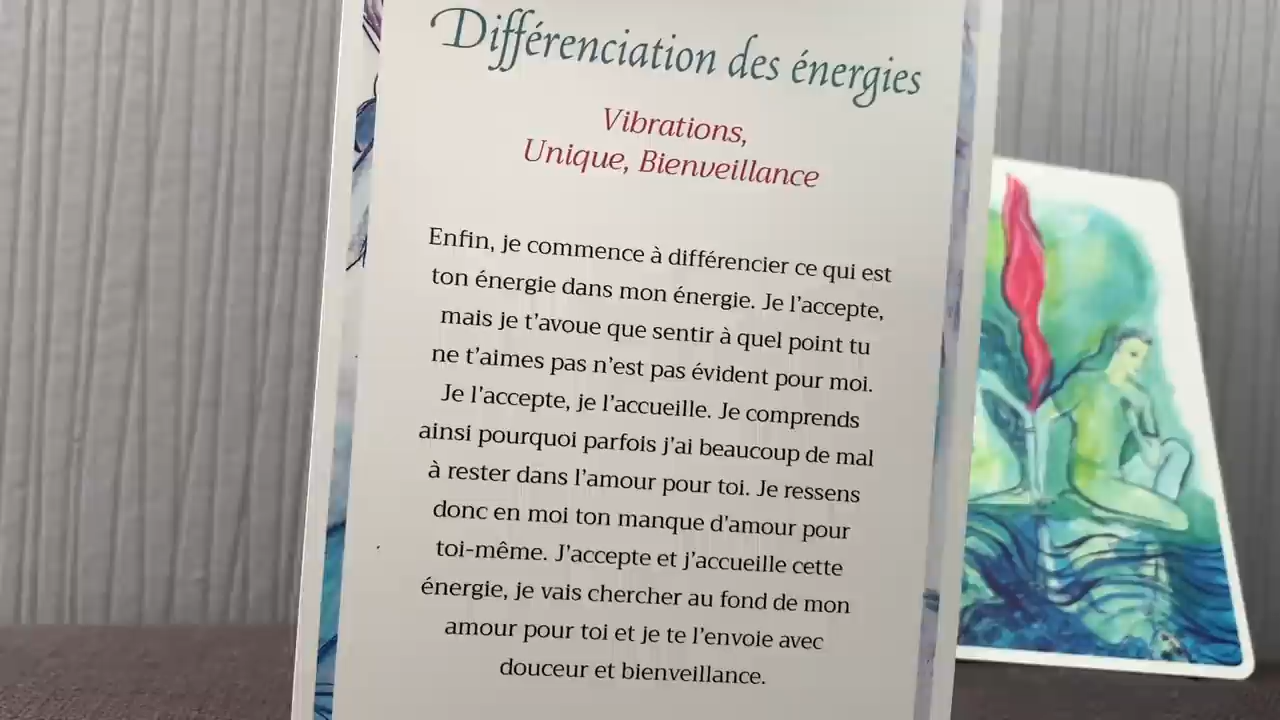 Différenciation des énergies
Vibrations,
Unique, Bienveillance
Enfin, je commence à différencier ce qui est
ton énergie dans mon énergie. Je l'accepte,
mais je t'avoue que sentir à quel point tu
ne t'aimes pas n'est pas évident pour moi.
Je l'accepte, je l'accueille. Je comprends
ainsi pourquoi parfois j'ai beaucoup de mal
à rester dans l'amour pour toi. Je ressens
donc en moi ton manque d'amour pour
toi-même. J'accepte et j'accueille cette
énergie, je vais chercher au fond de mon
amour pour toi et je te l'envoie avec
douceur et bienveillance.